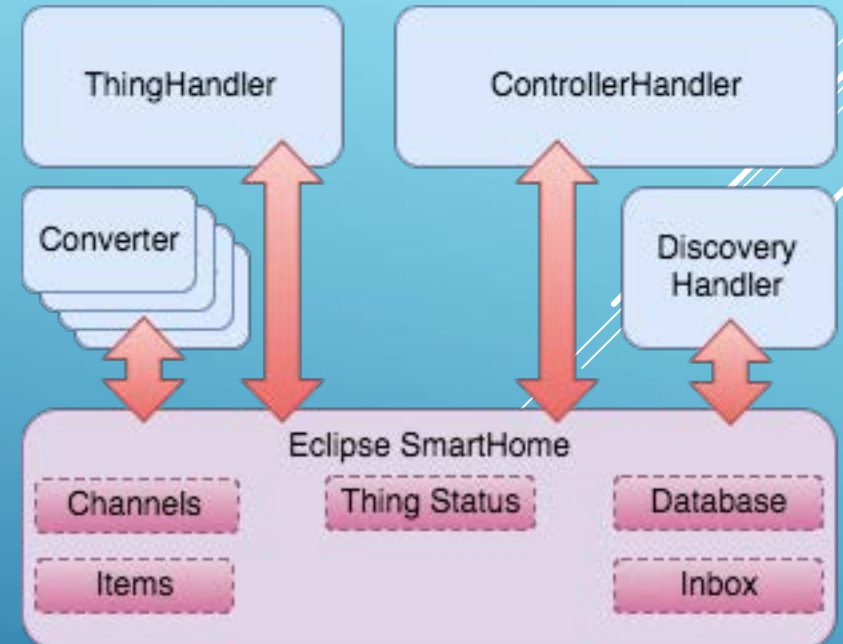 ThingHandler
ControllerHandler
Converter
Discovery
Handler
Eclipse SmartHome
Channels
Thing Status
Database
Items
Inbox